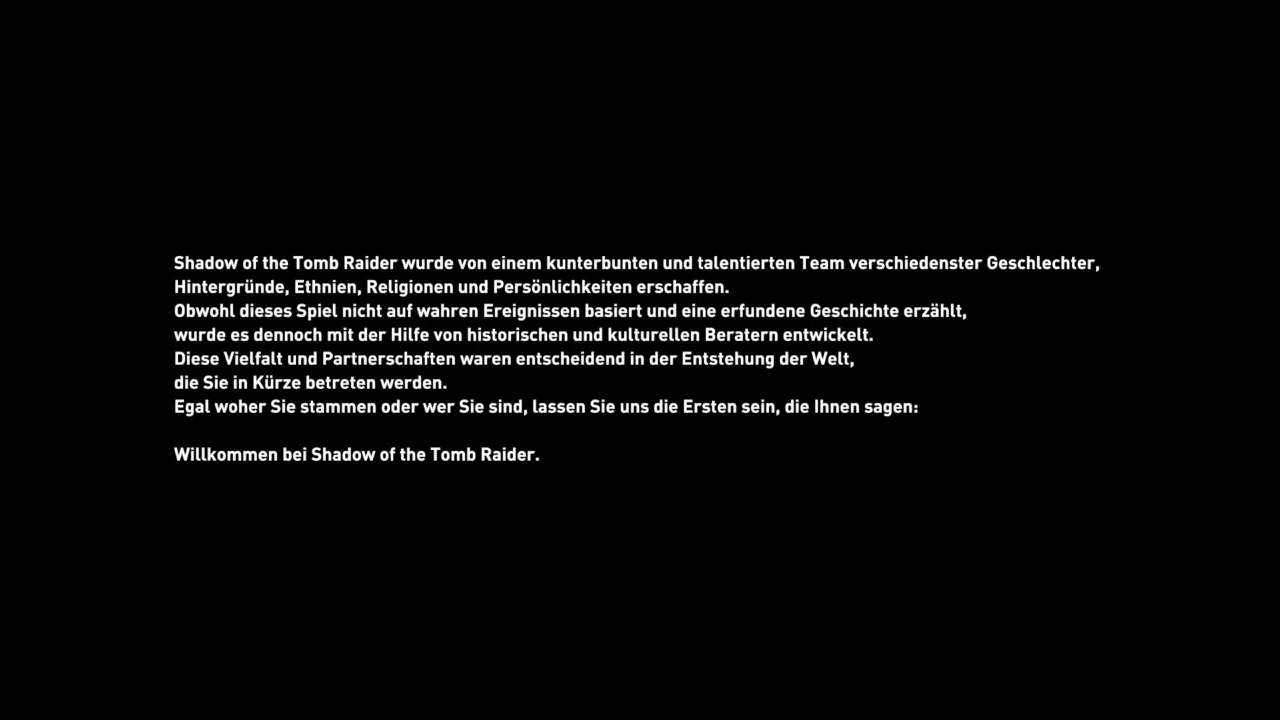 Shadow of the Tomb Raider wurde von einem kunterbunten und talentierten Team verschiedenster Geschlechter,
Hintergründe, Ethnien, Religionen und Persönlichkeiten erschaffen.
Obwohl dieses Spiel nicht auf wahren Ereignissen basiert und eine erfundene Geschichte erzählt,
wurde es dennoch mit der Hilfe von historischen und kulturellen Beratern entwickelt.
Diese Vielfalt und Partnerschaften waren entscheidend in der Entstehung der Welt,
die Sie in Kürze betreten werden.
Egal woher Sie stammen oder wer Sie sind, lassen Sie uns die Ersten sein, die Ihnen sagen:
Willkommen bei Shadow of the Tomb Raider.